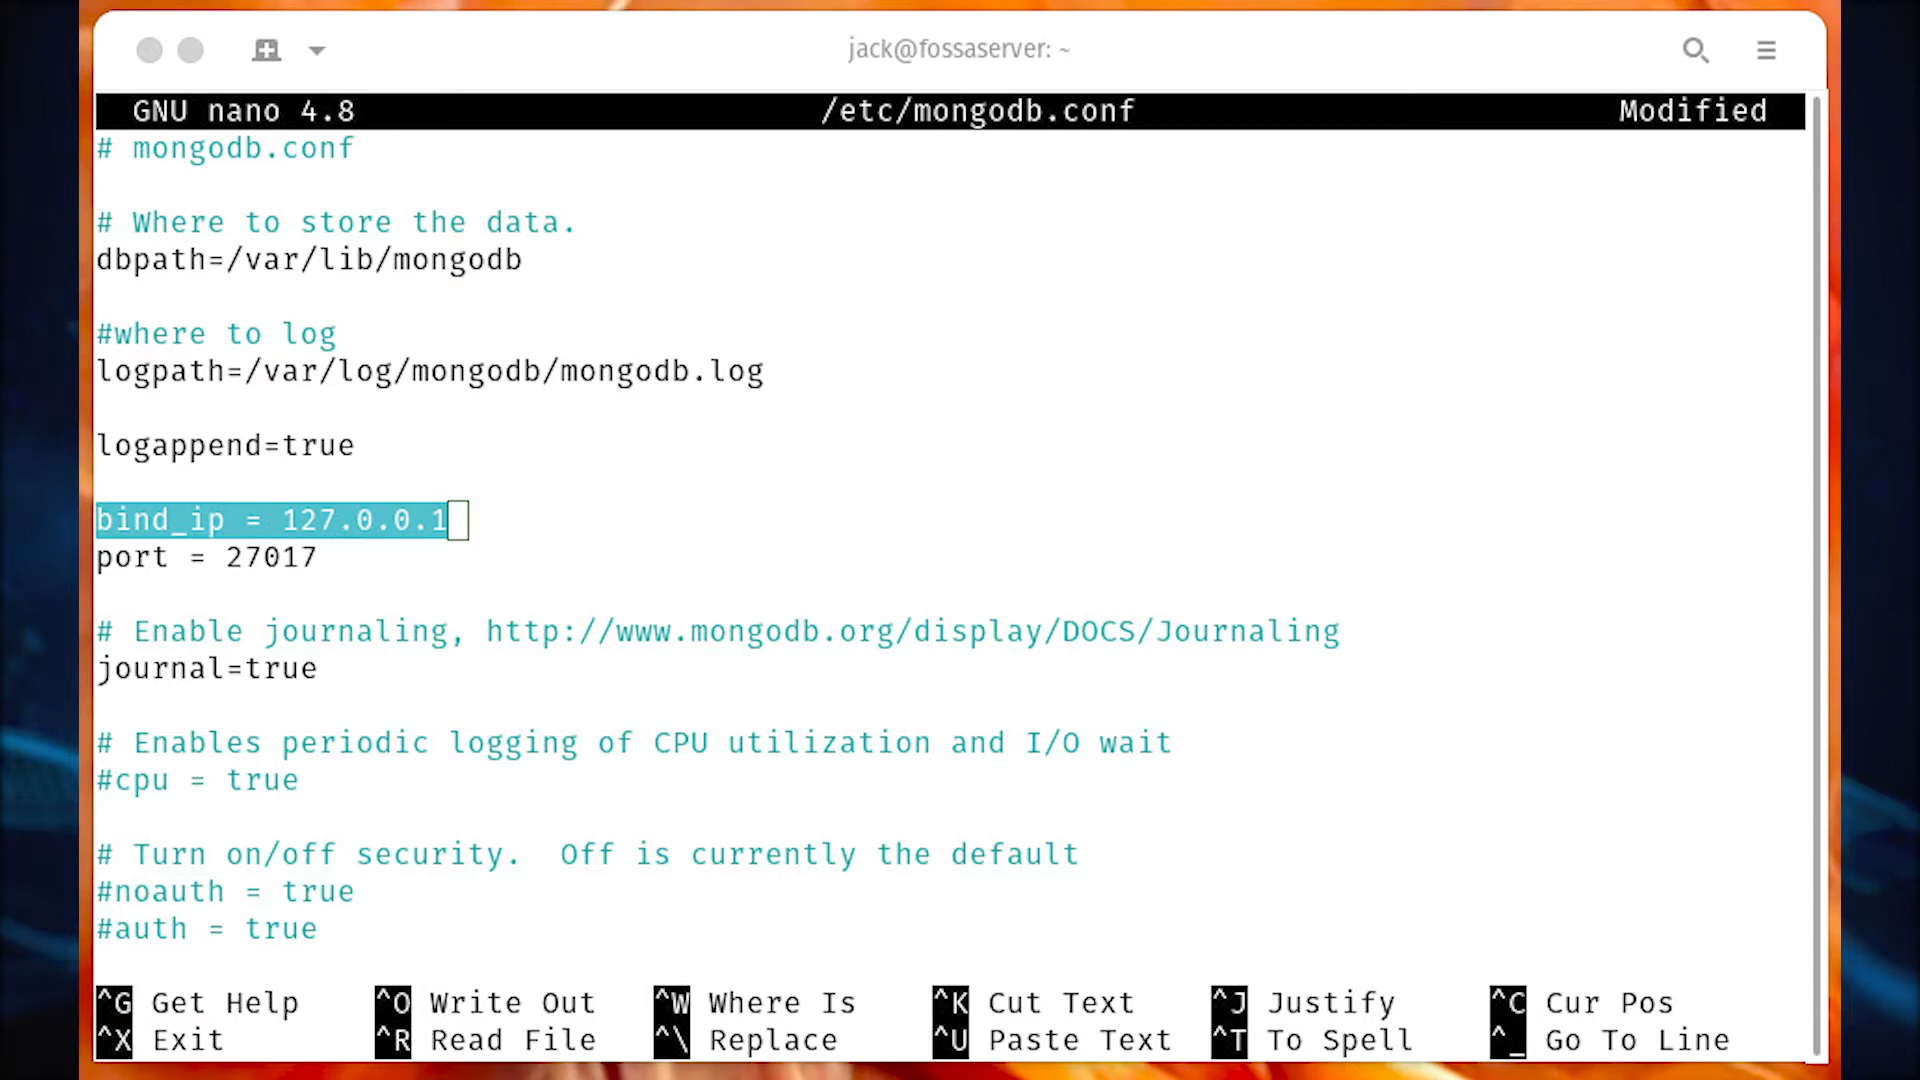 jack@fossaserver: ~
GNU nano 4.8 /etc/mongodb.conf Modified
# mongodb.conf
# Where to store the data.
dbpath=/var/lib/mongodb
#where to log
logpath=/var/log/mongodb/mongodb.log
logappend=true
bind_ip = 127.0.0.1
port = 27017
# Enable journaling, http://www.mongodb.org/display/DOCS/Journaling
journal=true
# Enables periodic logging of CPU utilization and I/O wait
#cpu = true
# Turn on/off security.  Off is currently the default
#noauth = true
#auth = true
^G Get Help ^O Write Out ^W Where Is ^K Cut Text ^J Justify ^C Cur Pos
^X Exit ^R Read File ^\ Replace ^U Paste Text ^T To Spell ^_ Go To Line